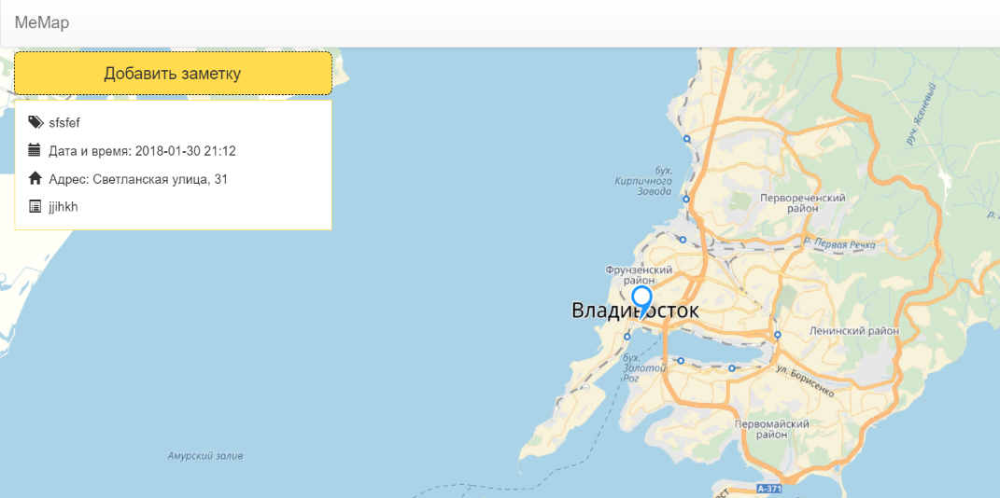 MeMap
Добавить заметку
sfsfef
Дата и время: 2018-01-30 21:12
Адрес: Светланская улица, 31
jjihkh
руч. Ясеневый
бух.
Кирпичного
Завода
Первореченский
район
р. Первая Речка
Фрунзенский
район
Владивосток
Ленинский район
бух.
Золотой
Рог
ул. Борисенко
Первомайский
район
Амурский залив
А-371